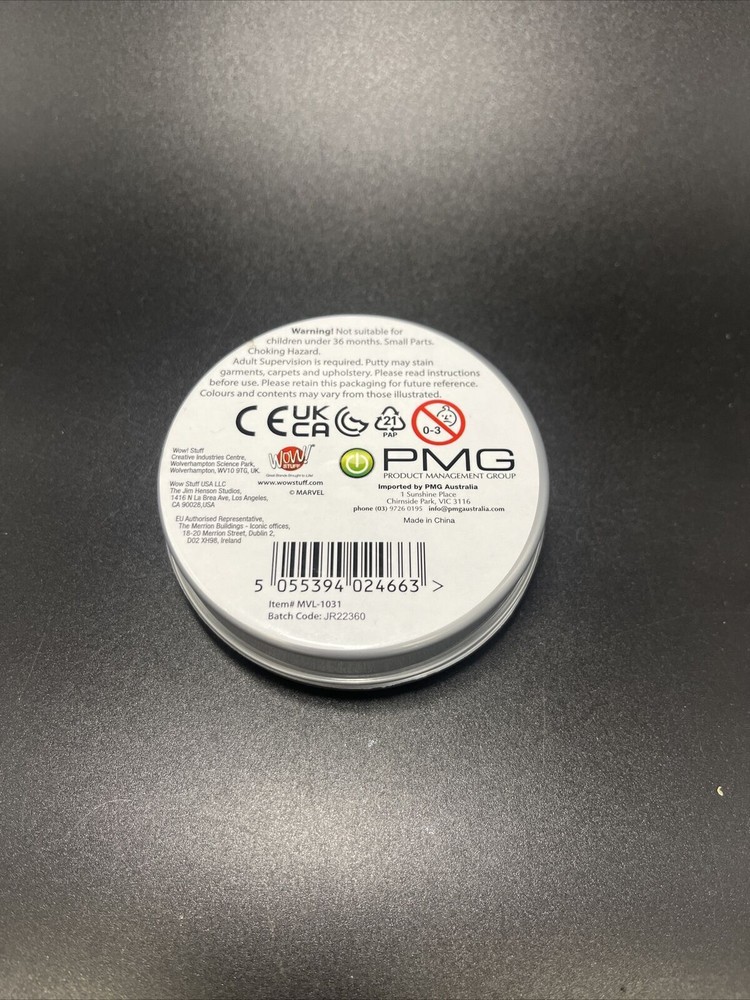 Warning! Not suitable for
children under 36 months. Small Parts.
Choking Hazard.
Adult Supervision is required. Putty may stain
garments, carpets and upholstery. Please read instructions
before use. Please retain this packaging for future reference.
Colours and contents may vary from those illustrated.
CE UK
CA
21
PAP
0-3
Wow! Stuff
Creative Industries Centre,
Wolverhampton Science Park,
Wolverhampton, WV10 9TG, UK.
Wow Stuff USA LLC
The Jim Henson Studios,
1416 N La Brea Ave, Los Angeles,
CA 90028,USA
EU Authorised Representative,
The Merrion Buildings - Iconic offices,
18-20 Merrion Street, Dublin 2,
D02 XH98, Ireland
WOW!
STUFF
Great Brands Brought to Life!
www.wowstuff.com
© MARVEL
PMG
PRODUCT MANAGEMENT GROUP
Imported by PMG Australia
1 Sunshine Place
Chirnside Park, VIC 3116
phone (03) 9726 0195 info@pmgaustralia.com
Made in China
5 055394 024663 >
Item# MVL-1031
Batch Code: JR22360